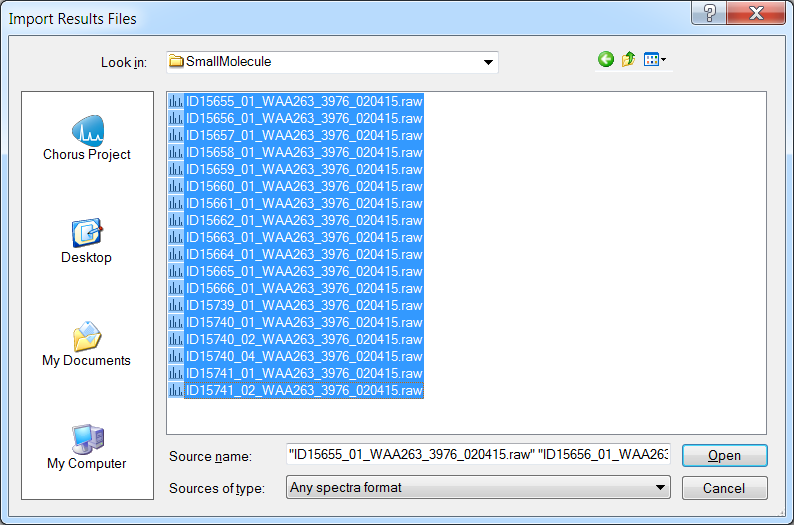 Import Results Files
Look in:
SmallMolecule
Chorus Project
Desktop
My Documents
My Computer
ID15655_01_WAA263_3976_020415.raw
ID15656_01_WAA263_3976_020415.raw
ID15657_01_WAA263_3976_020415.raw
ID15658_01_WAA263_3976_020415.raw
ID15659_01_WAA263_3976_020415.raw
ID15660_01_WAA263_3976_020415.raw
ID15661_01_WAA263_3976_020415.raw
ID15662_01_WAA263_3976_020415.raw
ID15663_01_WAA263_3976_020415.raw
ID15664_01_WAA263_3976_020415.raw
ID15665_01_WAA263_3976_020415.raw
ID15666_01_WAA263_3976_020415.raw
ID15739_01_WAA263_3976_020415.raw
ID15740_01_WAA263_3976_020415.raw
ID15740_02_WAA263_3976_020415.raw
ID15740_04_WAA263_3976_020415.raw
ID15741_01_WAA263_3976_020415.raw
ID15741_02_WAA263_3976_020415.raw
Source name: "ID15655_01_WAA263_3976_020415.raw" "ID15656_01_WAA263 Open
Sources of type: Any spectra format Cancel